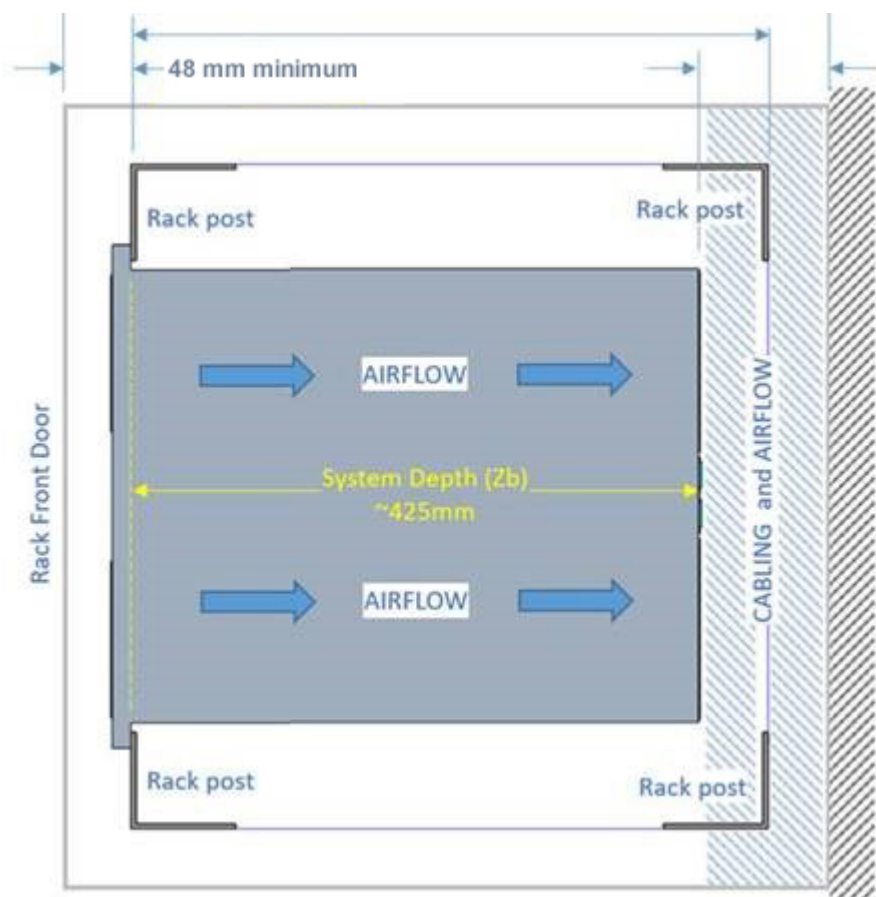 48 mm minimum
Rack post
Rack post
AIRFLOW
Rack Front Door
System Depth (Zb)
~425mm
CABLING and AIRFLOW
AIRFLOW
Rack post
Rack post